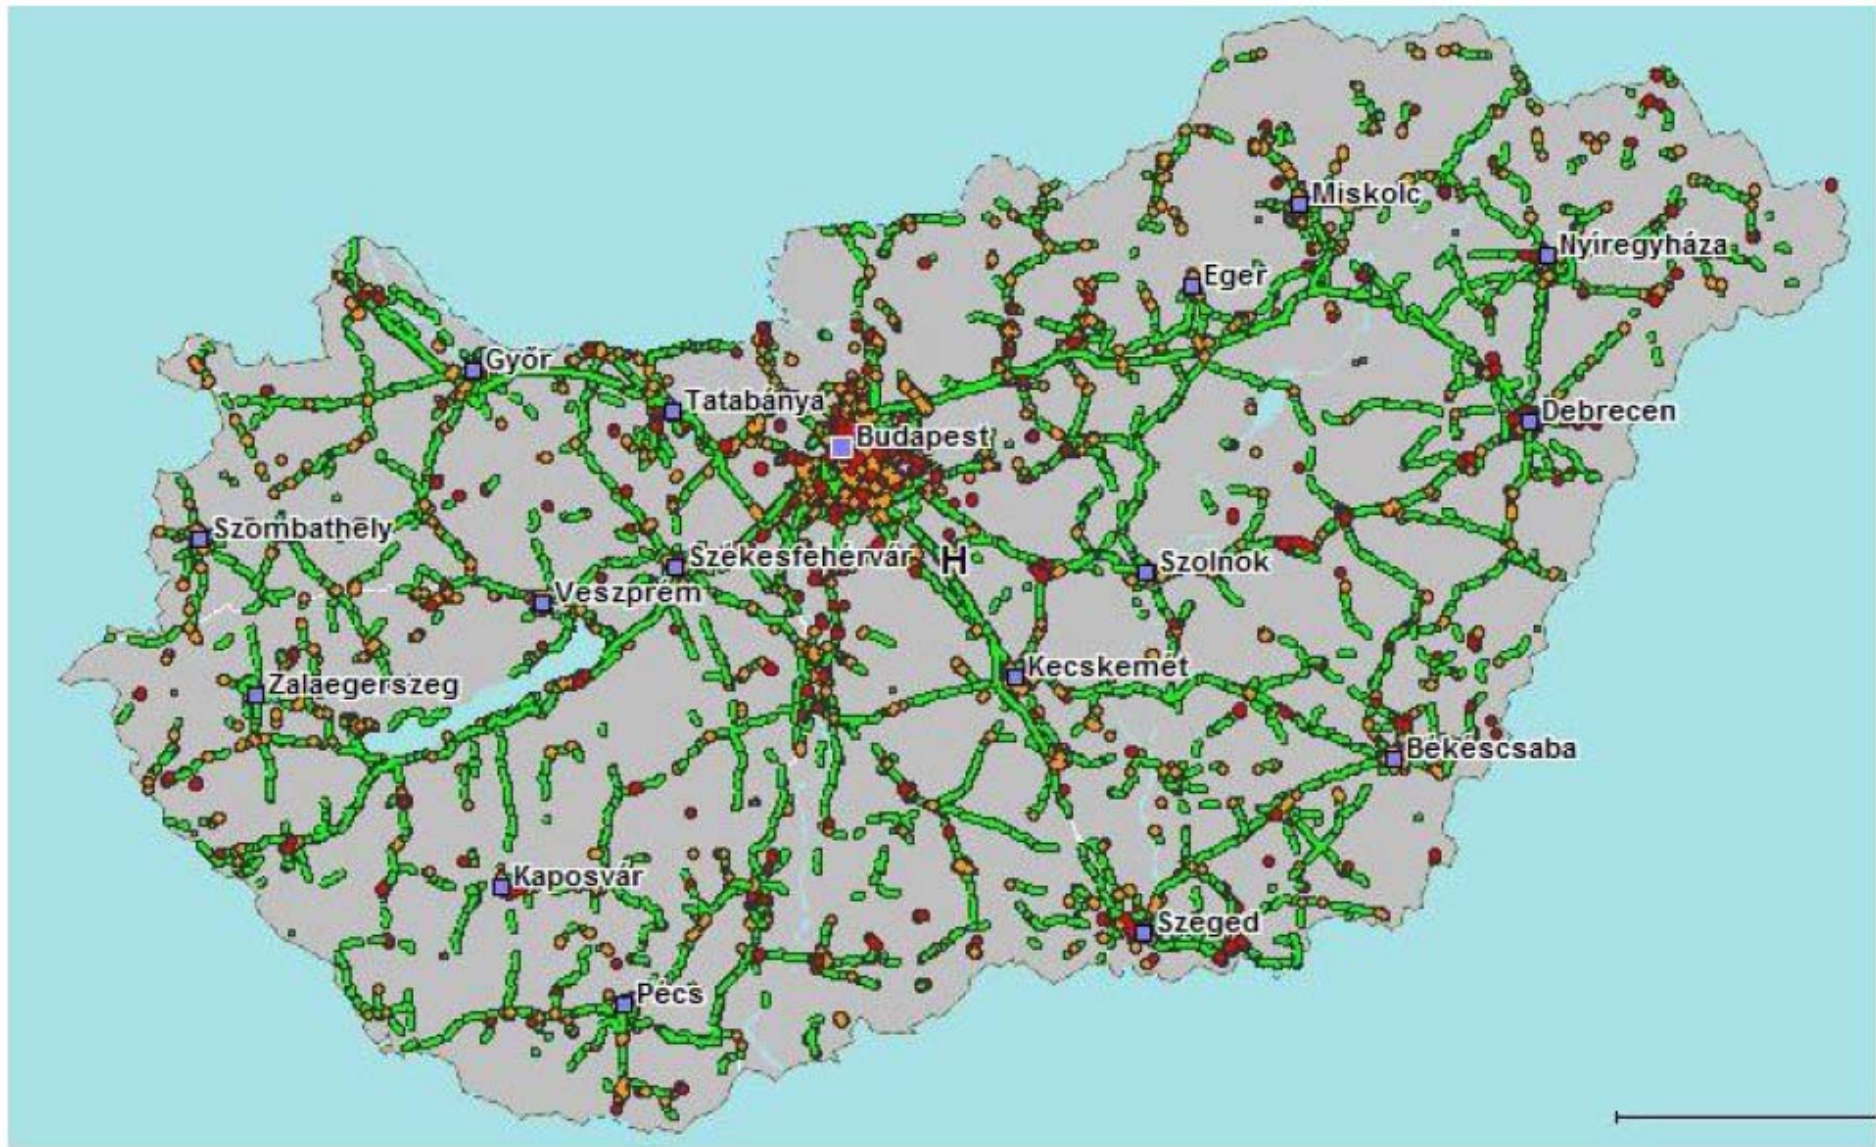 Miskolc
Nyíregyháza
Eger
Győr
Tatabánya
Debrecen
Budapest
Szombathely
Székesfehérvár
H
Szolnok
Veszprém
Kecskemét
Zalaegerszeg
Békéscsaba
Kaposvár
Szeged
Pécs